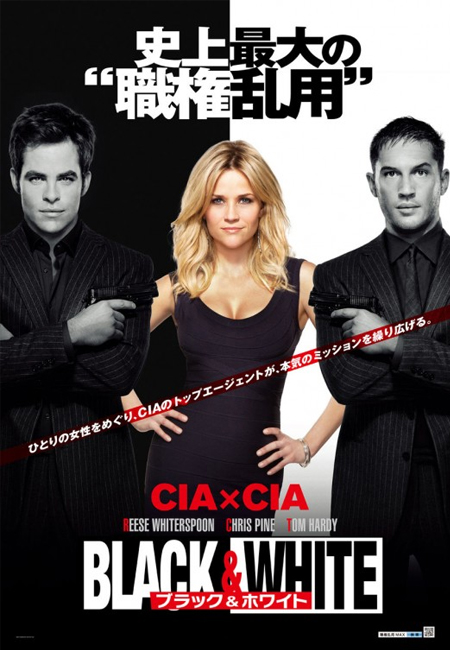 史上最大の
“職権乱用”
ひとりの女性をめぐり、CIAのトップエージェントが、本気のミッションを繰り広げる。
CIA×CIA
REESE WHITERSPOON CHRIS PINE TOM HARDY
BLACK&WHITE
ブラック&ホワイト